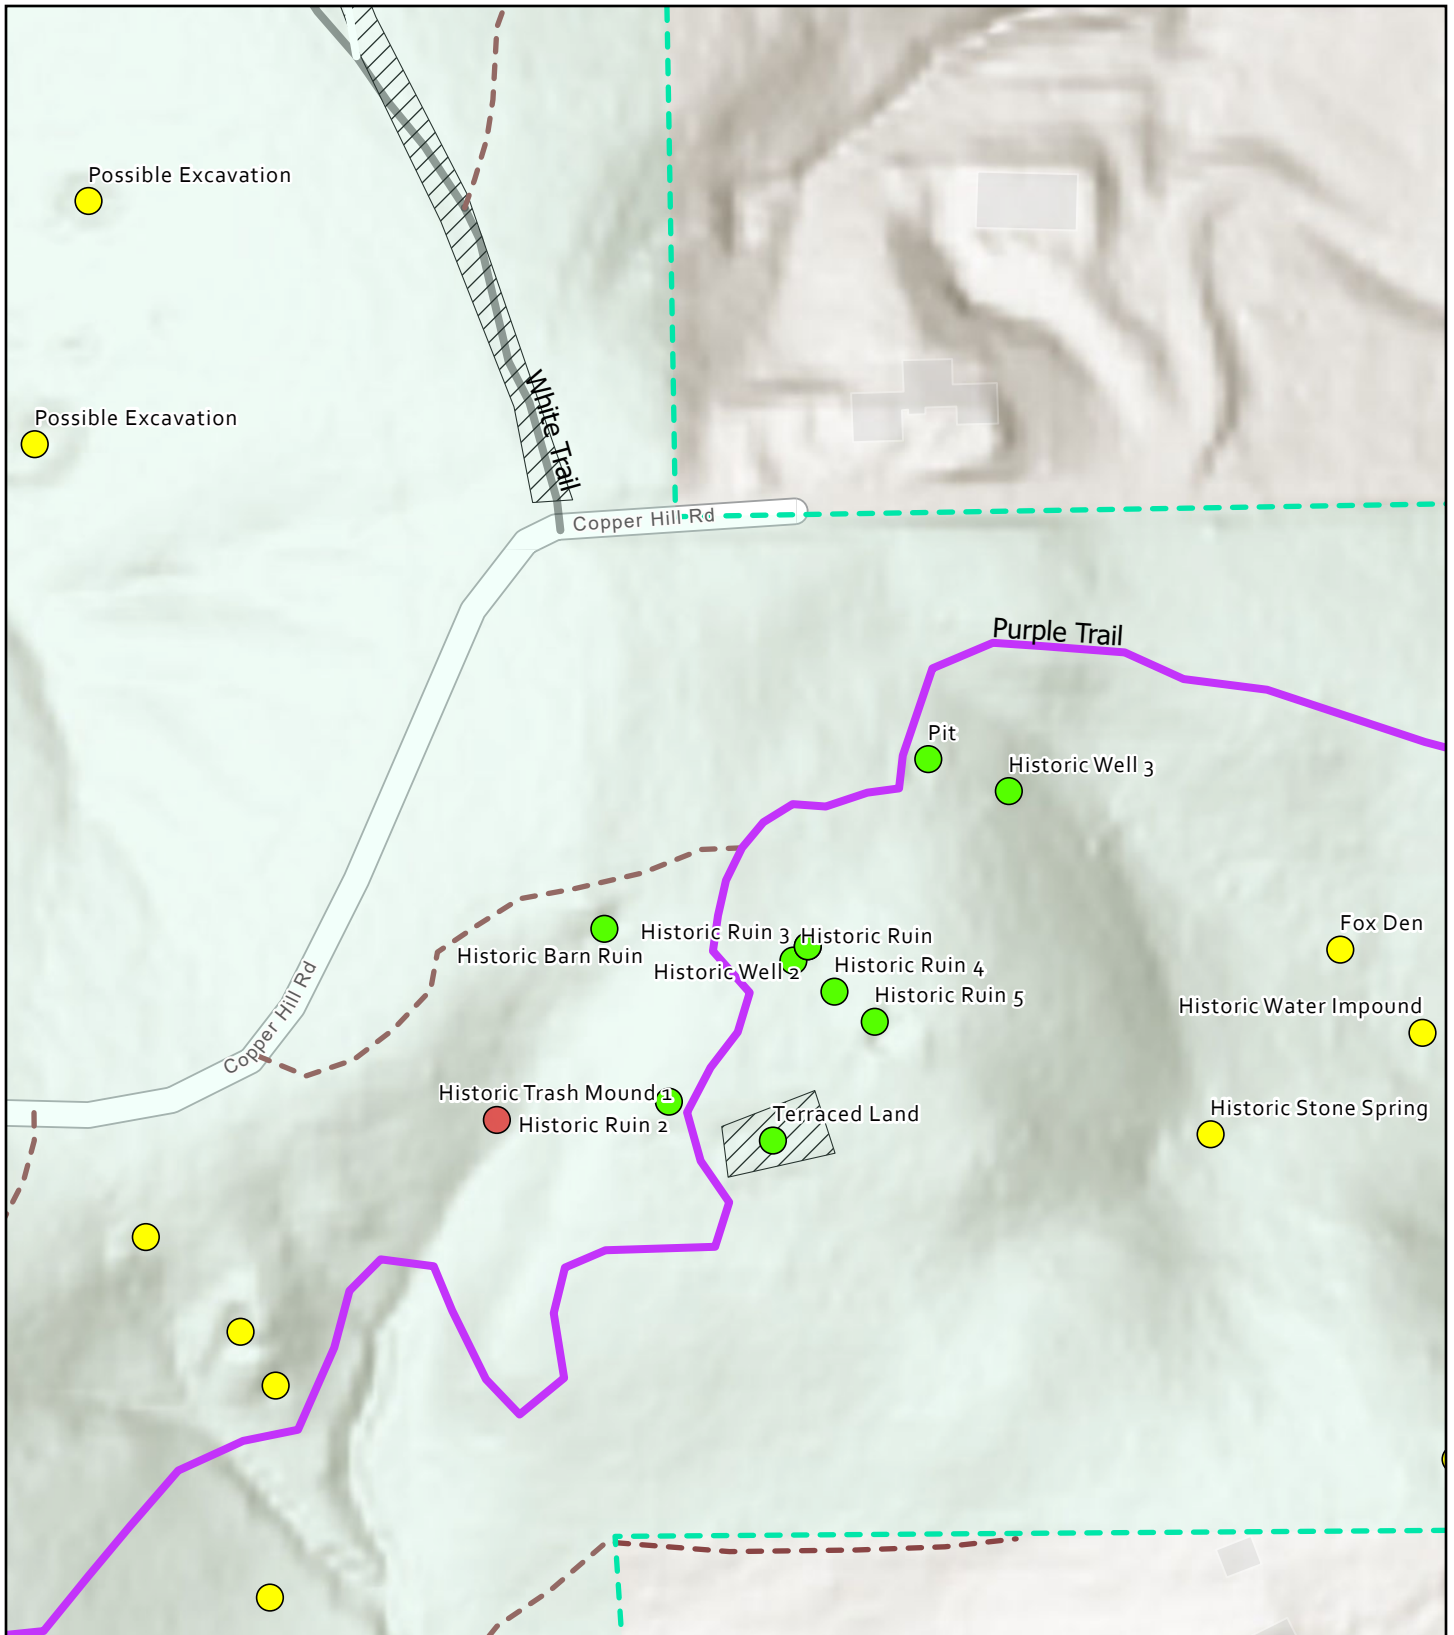 Possible Excavation
White Trail
Possible Excavation
Copper Hill Rd
Purple Trail
Pit
Historic Well 3
Historic Ruin 3
Historic Ruin
Fox Den
Historic Barn Ruin
Historic Well 2
Historic Ruin 4
Historic Ruin 5
Historic Water Impound
Copper Hill Rd
Historic Trash Mound 1
Historic Ruin 2
Terraced Land
Historic Stone Spring